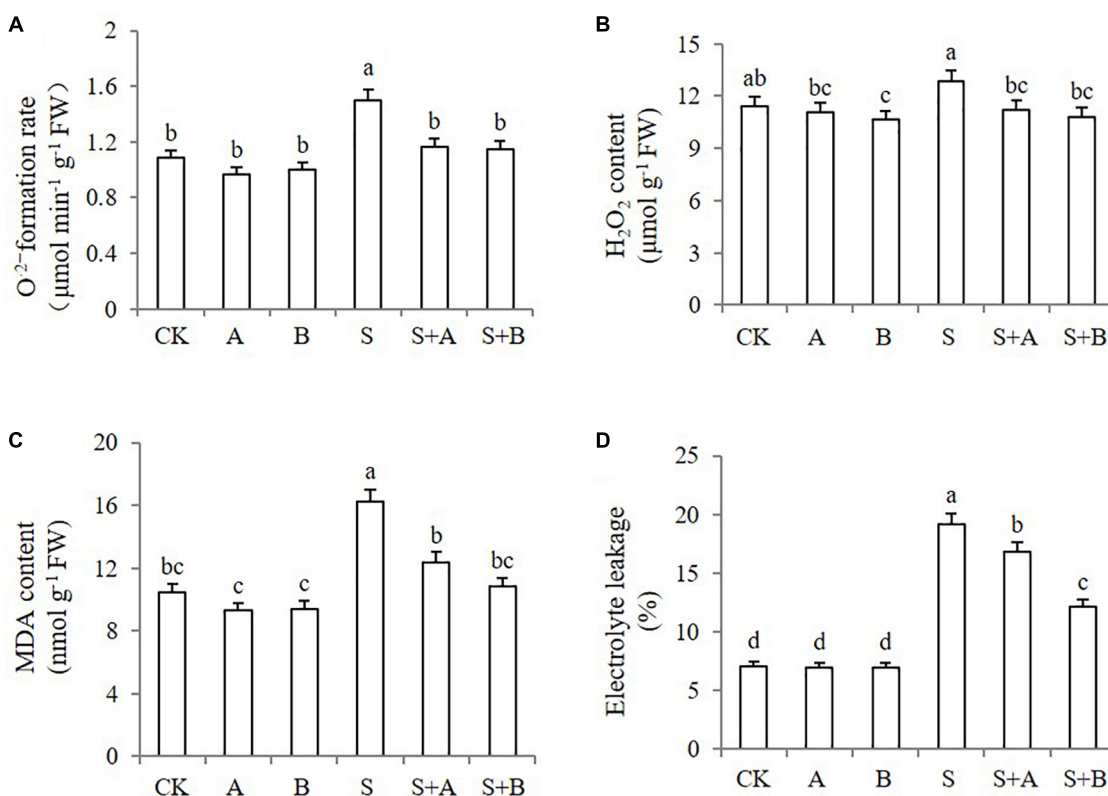 A
O·²⁻formation rate
(μmol min⁻¹ g⁻¹ FW)
2
1.6
1.2
0.8
0.4
0
b
b
b
a
b
b
CK A B S S+A S+B
B
H₂O₂ content
(μmol g⁻¹ FW)
15
12
9
6
3
0
ab
bc
c
a
bc
bc
CK A B S S+A S+B
C
MDA content
(nmol g⁻¹ FW)
20
16
12
8
4
0
bc
c
c
a
b
bc
CK A B S S+A S+B
D
Electrolyte leakage
(%)
25
20
15
10
5
0
d
d
d
a
b
c
CK A B S S+A S+B